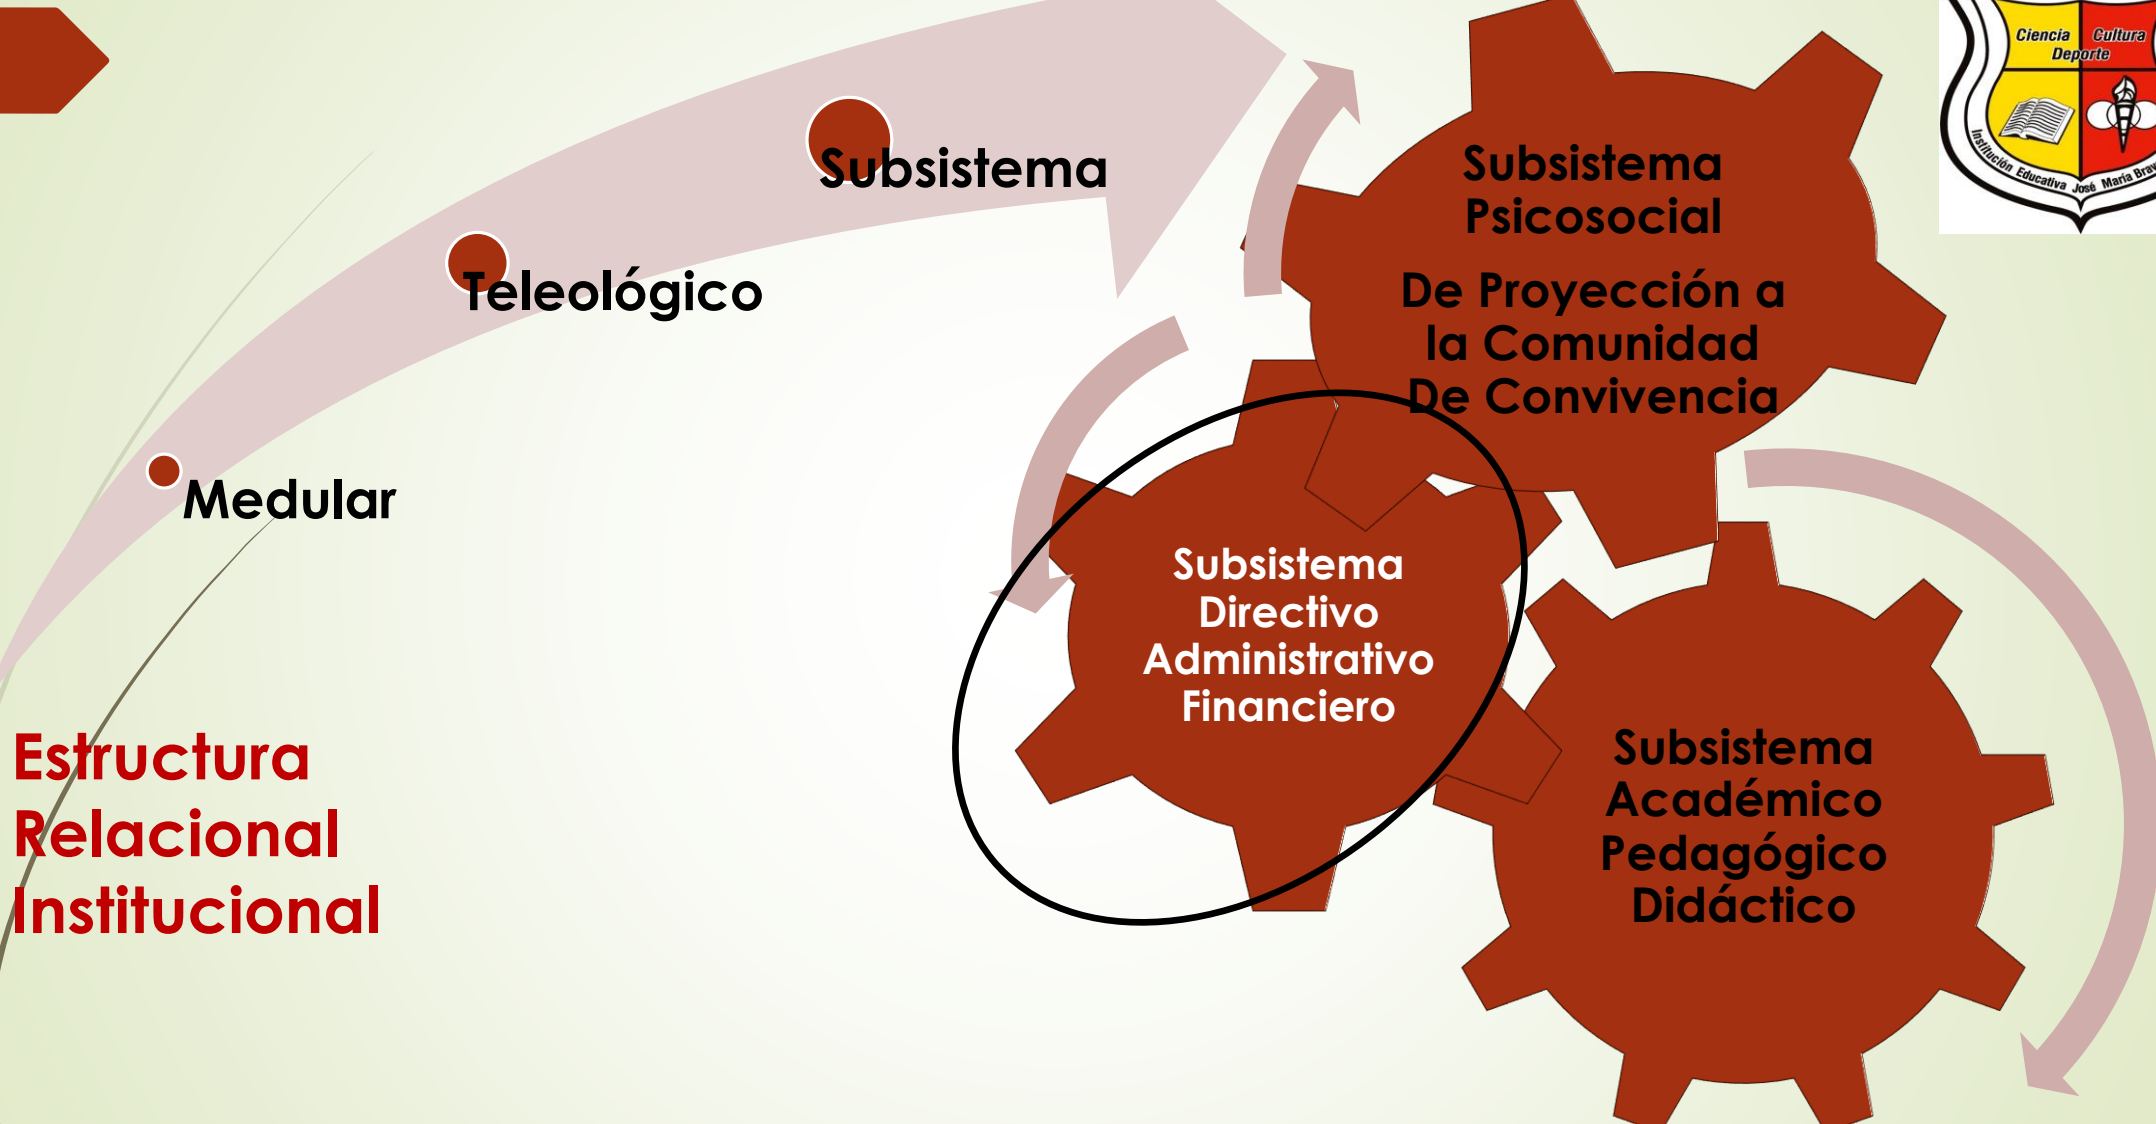 Ciencia Cultura
Deporte
Institución Educativa José María
Subsistema
Teleológico
Medular
Estructura
Relacional
Institucional
Subsistema
Psicosocial
De Proyección a
la Comunidad
De Convivencia
Subsistema
Directivo
Administrativo
Financiero
Subsistema
Académico
Pedagógico
Didáctico